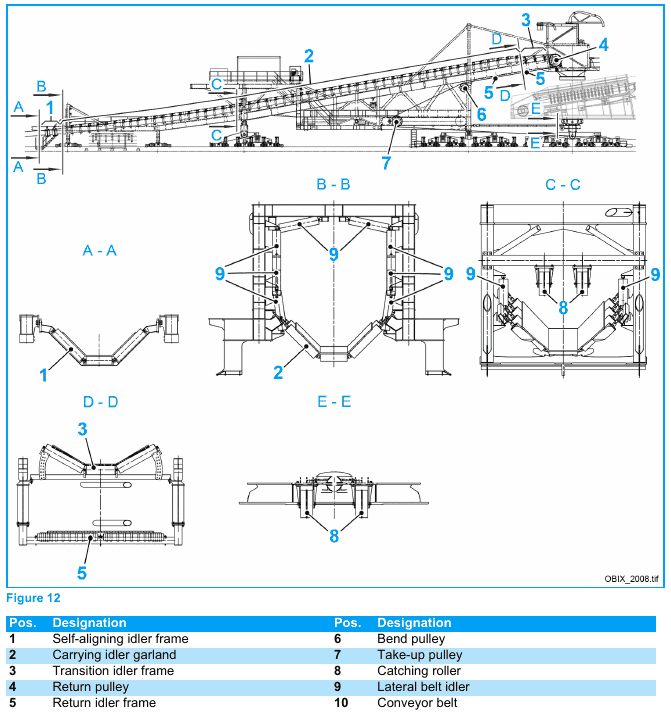 3
D
2
4
C
B
5
5
A
1
D
6
E
C
7
E
A
B
B - B
C - C
A - A
9
9
9
9
9
8
1
2
D - D
E - E
3
8
5
OBIX_2008.tif
Figure 12
Pos. Designation Pos. Designation
1 Self-aligning idler frame 6 Bend pulley
2 Carrying idler garland 7 Take-up pulley
3 Transition idler frame 8 Catching roller
4 Return pulley 9 Lateral belt idler
5 Return idler frame 10 Conveyor belt